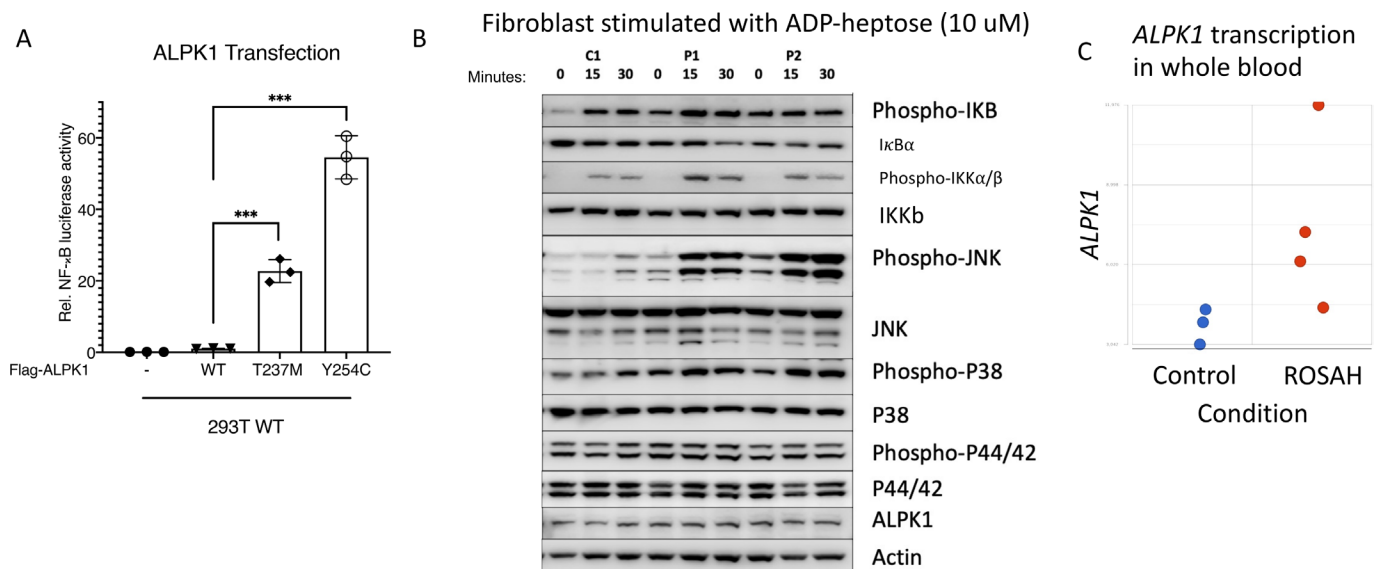 A
ALPK1 Transfection
***
***
Rel. NF-κB luciferase activity
60
40
20
0
Flag-ALPK1
- WT T237M Y254C
293T WT
B
Fibroblast stimulated with ADP-heptose (10 uM)
C1 P1 P2
Minutes: 0 15 30 0 15 30 0 15 30
Phospho-IKB
IκBα
Phospho-IKKα/β
IKKb
Phospho-JNK
JNK
Phospho-P38
P38
Phospho-P44/42
P44/42
ALPK1
Actin
C
ALPK1 transcription
in whole blood
ALPK1
Control ROSAH
Condition